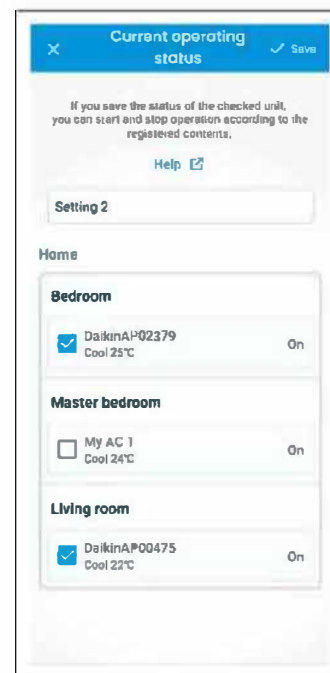 Current operating
status
Save
If you save the status of the checked unit,
you can start and stop operation according to the
registered contents.
Help
Setting 2
Home
Bedroom
DaikinAP02379
Cool 25℃
On
Master bedroom
My AC 1
Cool 24℃
On
Living room
DaikinAP00475
Cool 22℃
On